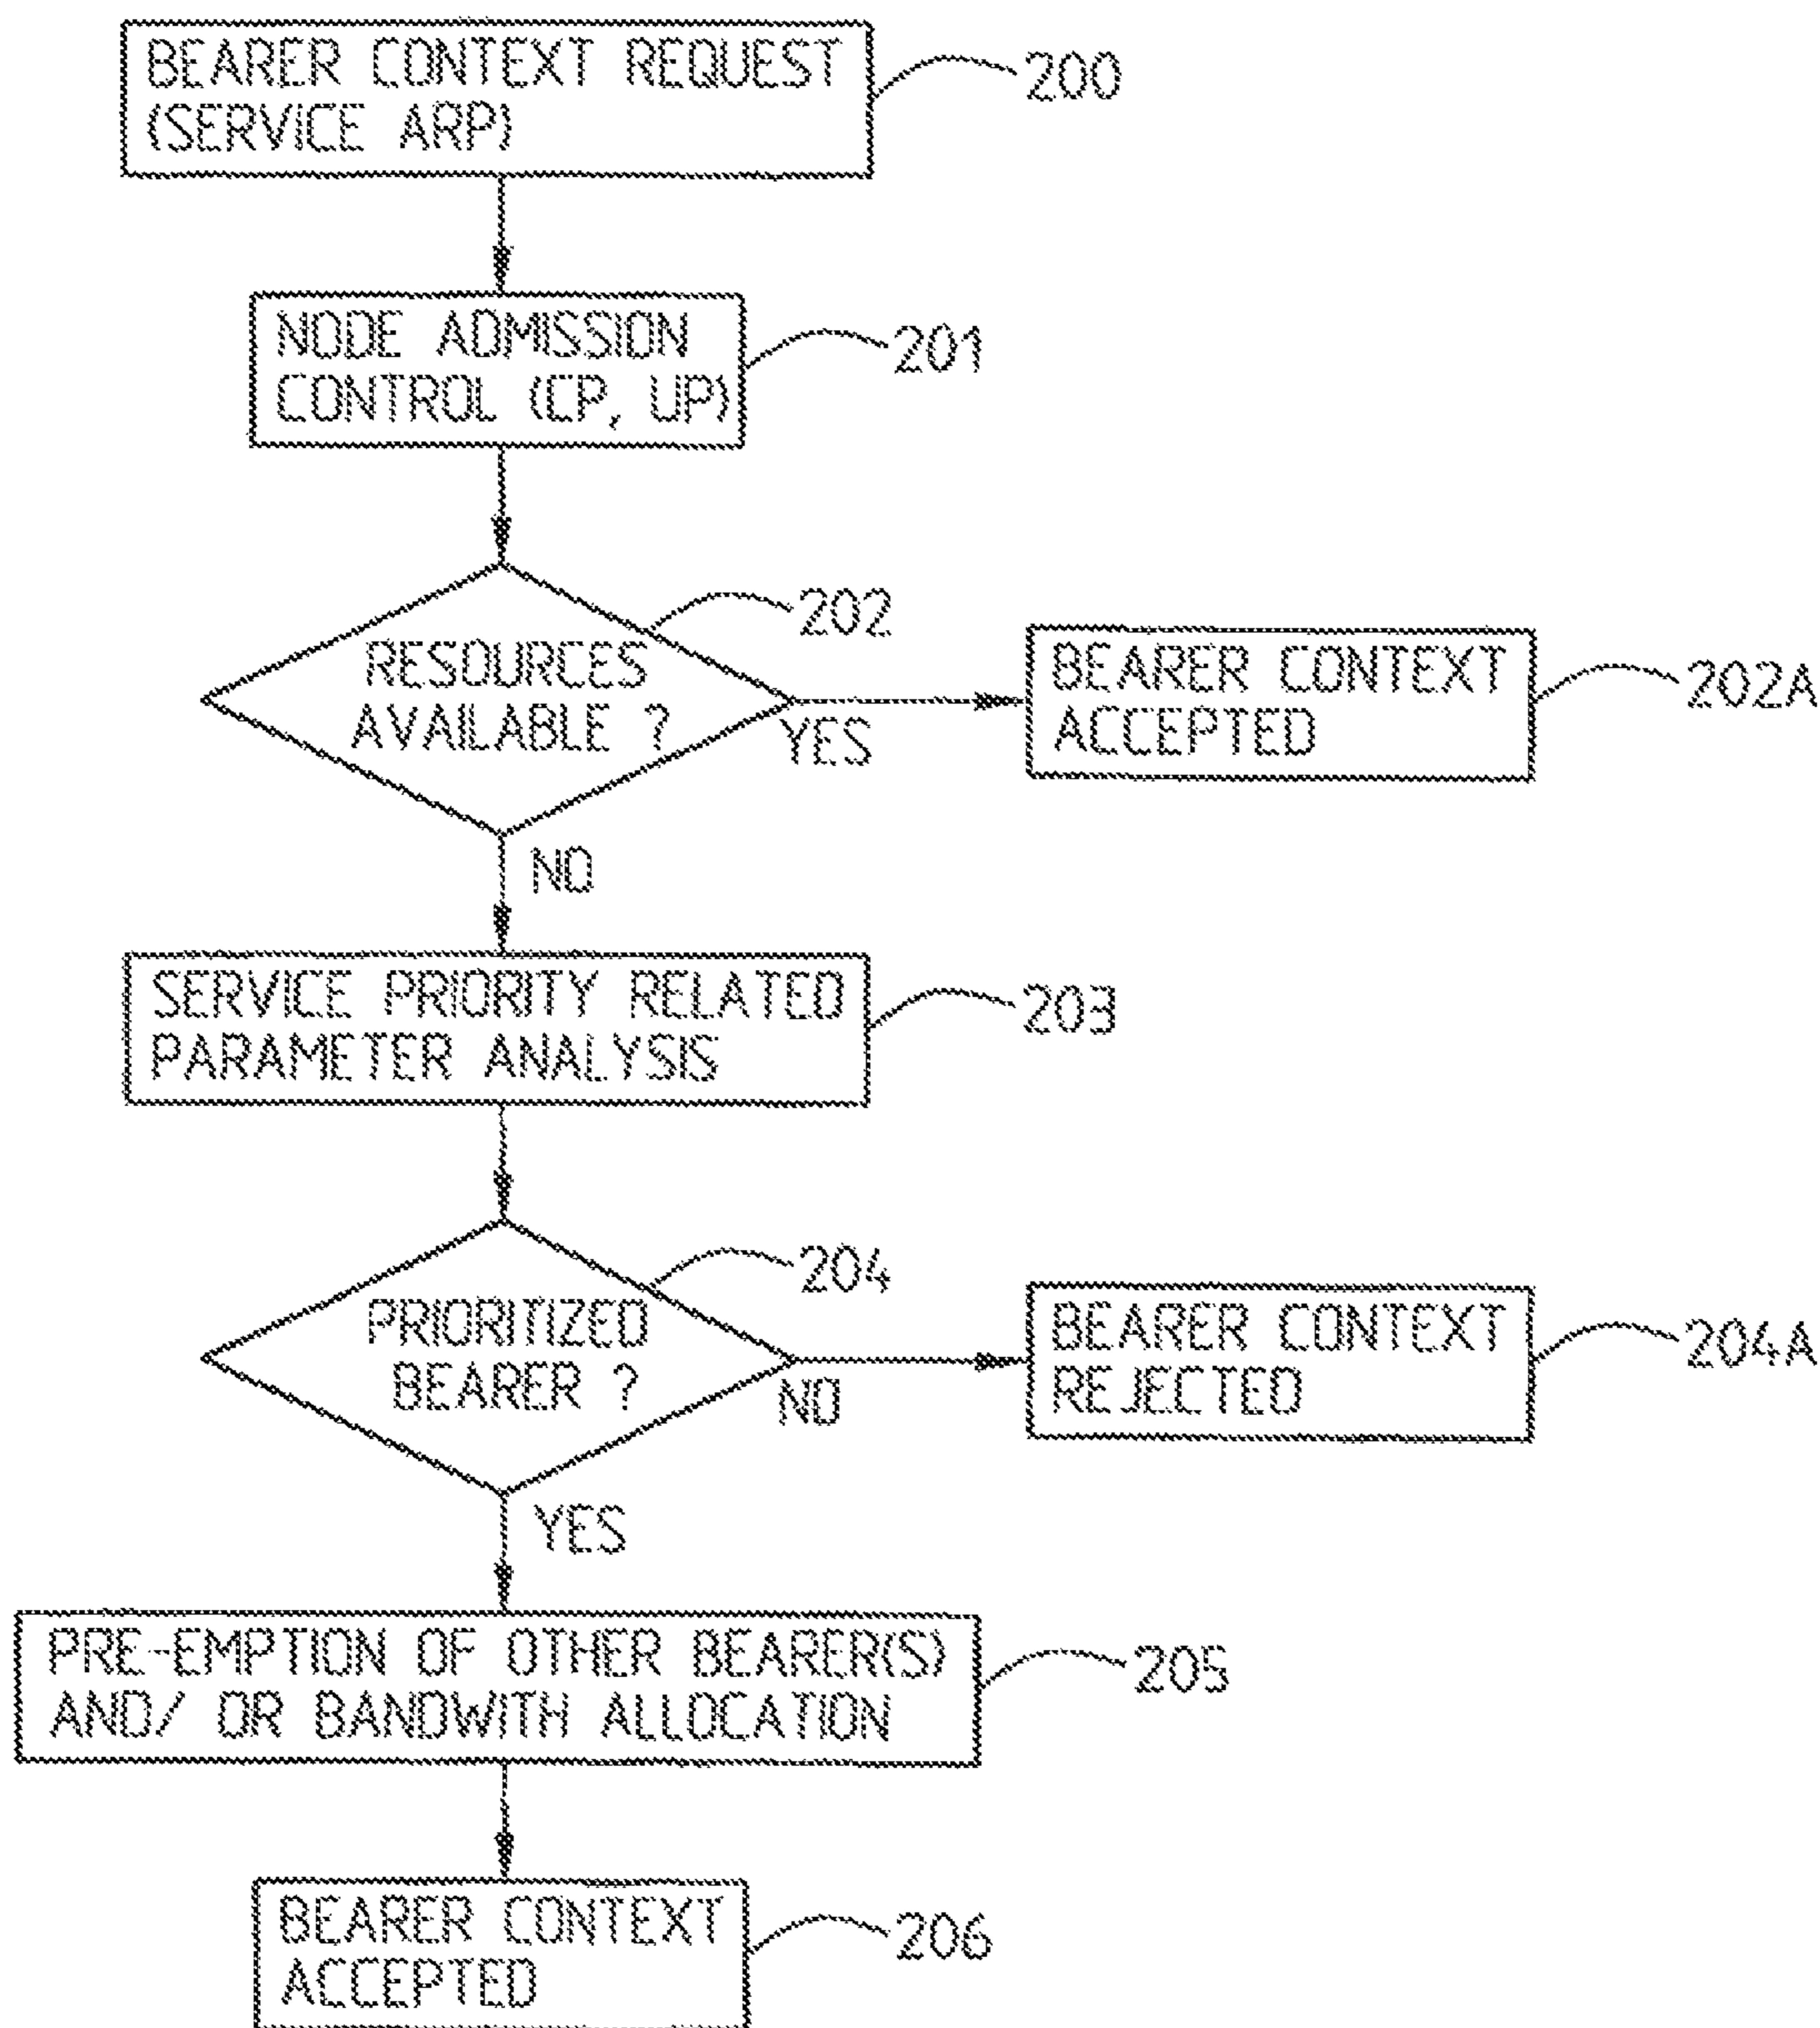 BEARER CONTEXT REQUEST
(SERVICE ARP)
200
NODE ADMISSION
CONTROL (CP, UP)
201
202
RESOURCES
AVAILABLE ?
YES
BEARER CONTEXT
ACCEPTED
202A
NO
SERVICE PRIORITY RELATED
PARAMETER ANALYSIS
203
204
PRIORITIZED
BEARER ?
NO
BEARER CONTEXT
REJECTED
204A
YES
PRE-EMPTION OF OTHER BEARER(S)
AND/ OR BANDWITH ALLOCATION
205
BEARER CONTEXT
ACCEPTED
206